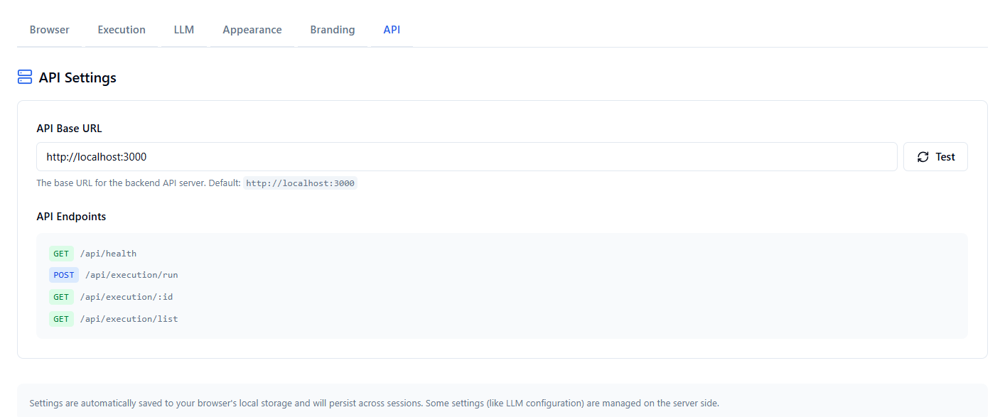 Browser Execution LLM Appearance Branding API
API Settings
API Base URL
http://localhost:3000
Test
The base URL for the backend API server. Default: http://localhost:3000
API Endpoints
GET /api/health
POST /api/execution/run
GET /api/execution/:id
GET /api/execution/list
Settings are automatically saved to your browser's local storage and will persist across sessions. Some settings (like LLM configuration) are managed on the server side.